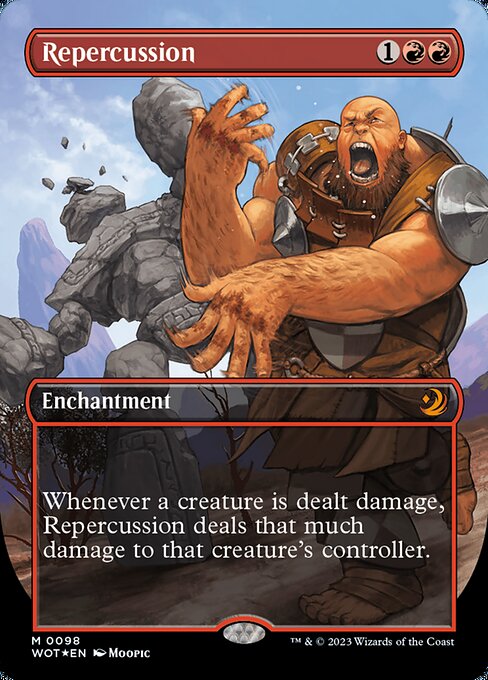 Repercussion 1
Enchantment
Whenever a creature is dealt damage,
Repercussion deals that much
damage to that creature's controller.
M 0098
WOT★EN Moopic
™ & © 2023 Wizards of the Coast